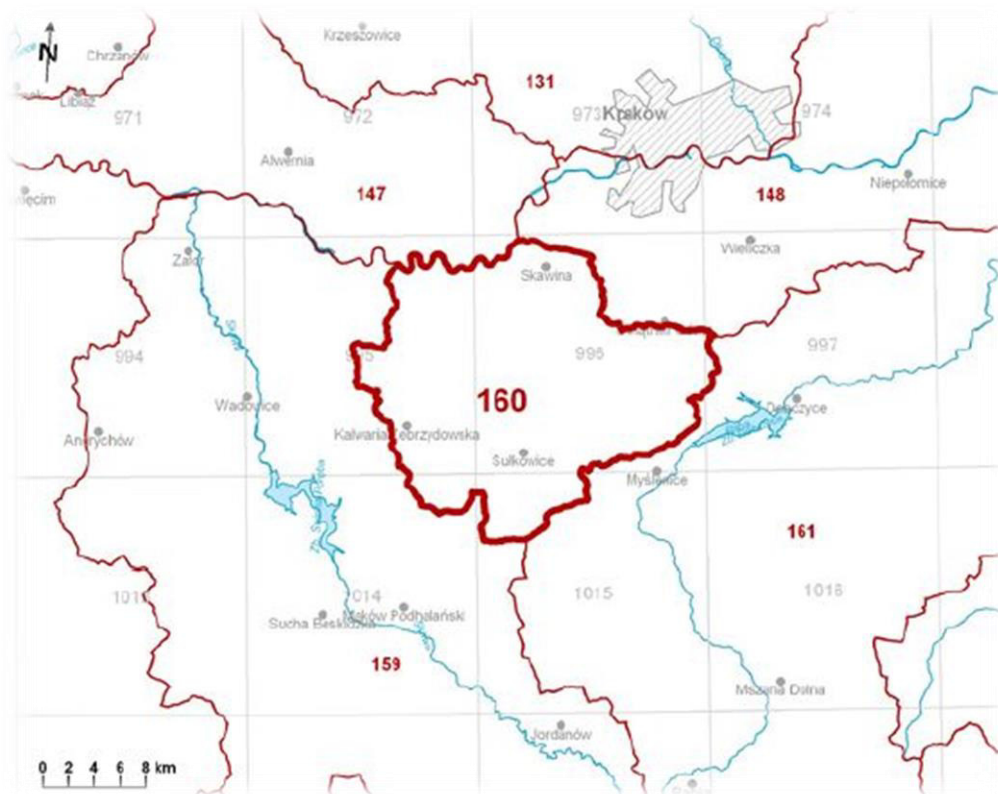 Krzeszowice
N
Chrzanów
131
Libiąż
971
972
973
Kraków
974
Alwernia
147
148
Niepołomice
Wieliczka
Zator
Skawina
994
995
996
997
Wadowice
160
Dobczyce
Andrychów
Kalwaria Zebrzydowska
Sułkowice
Myślenice
161
1013
1014
1015
1016
Sucha Beskidzka
Maków Podhalański
159
Mszana Dolna
Jordanów
0 2 4 6 8 km